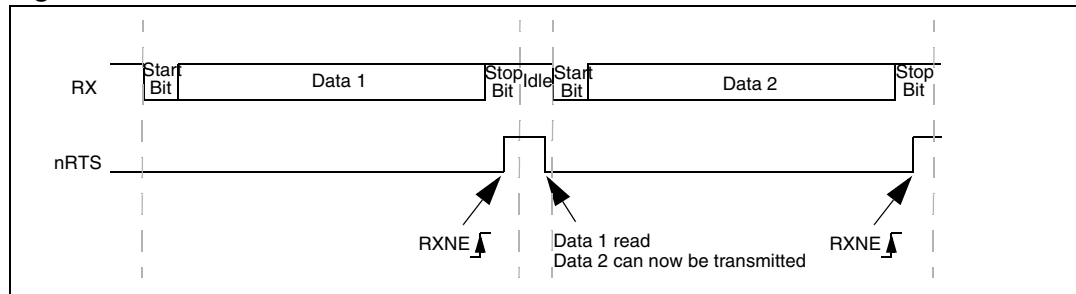 RX
Start Bit
Data 1
Stop Bit
Idle
Start Bit
Data 2
Stop Bit
nRTS
RXNE
Data 1 read
Data 2 can now be transmitted
RXNE